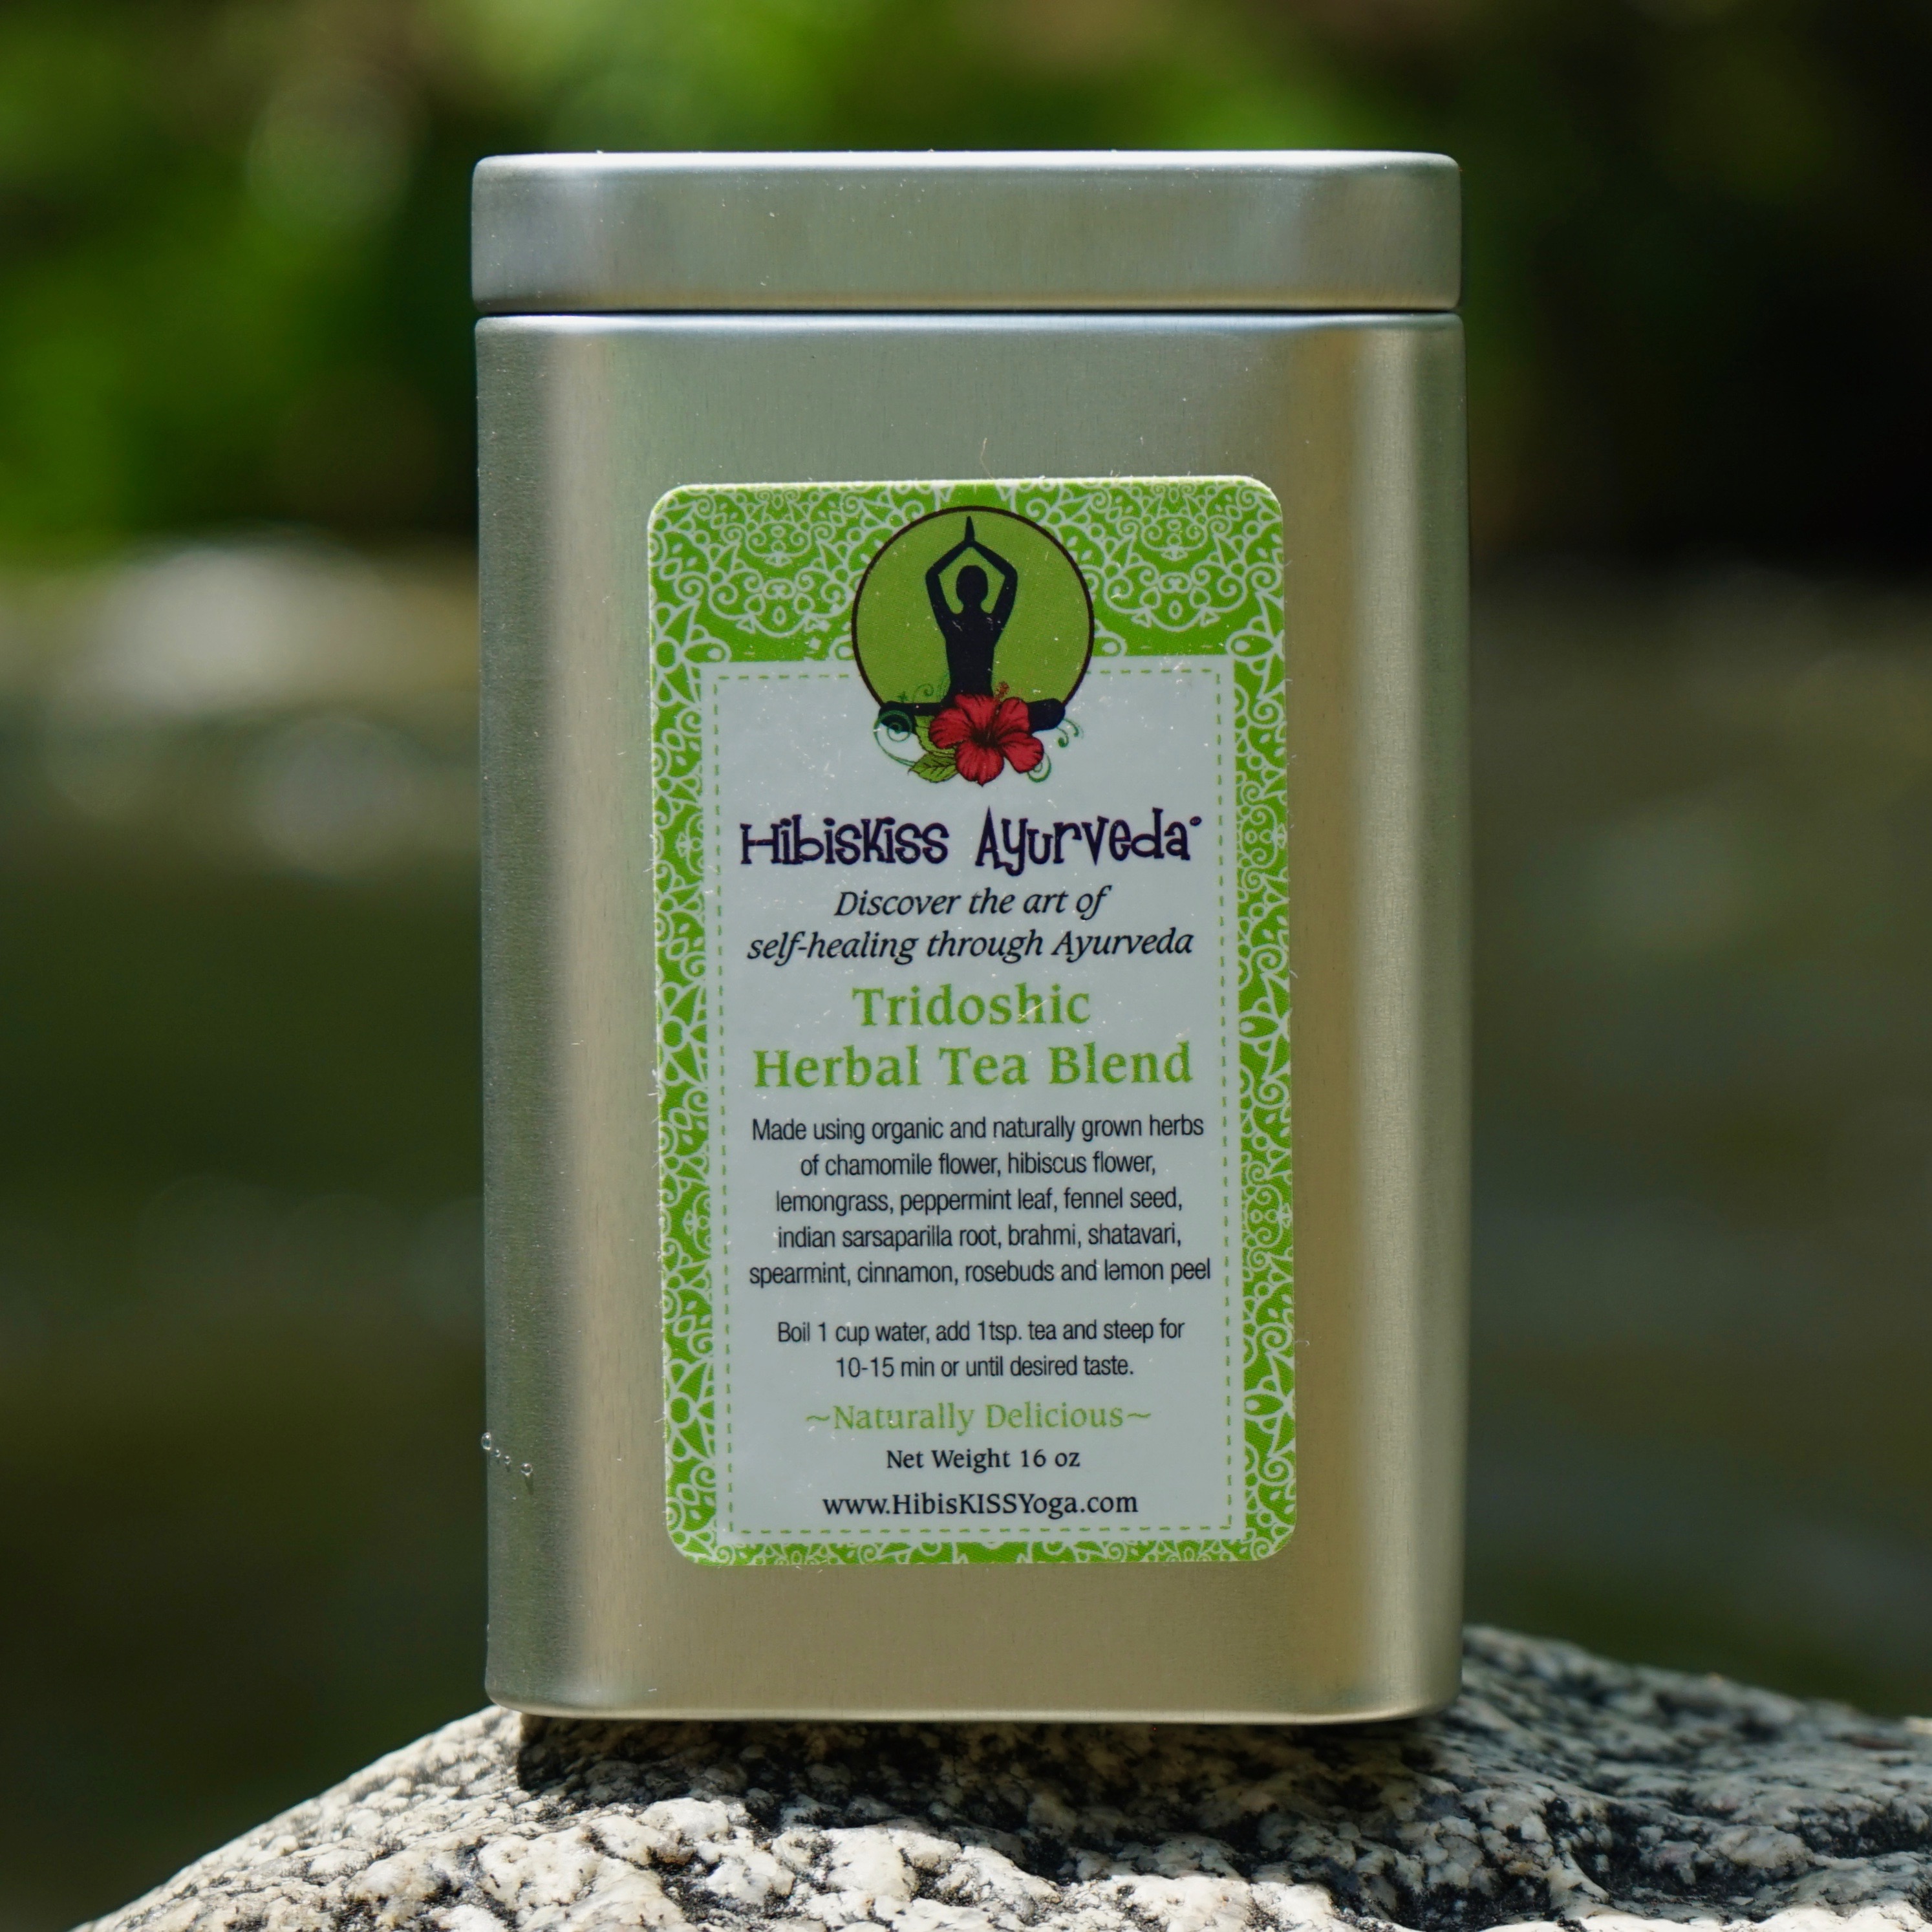 Hibiskiss Ayurveda
Discover the art of
self-healing through Ayurveda
Tridoshic
Herbal Tea Blend
Made using organic and naturally grown herbs
of chamomile flower, hibiscus flower,
lemongrass, peppermint leaf, fennel seed,
indian sarsaparilla root, brahmi, shatavari,
spearmint, cinnamon, rosebuds and lemon peel
Boil 1 cup water, add 1tsp. tea and steep for
10-15 min or until desired taste.
~Naturally Delicious~
Net Weight 16 oz
www.HibisKISSYoga.com